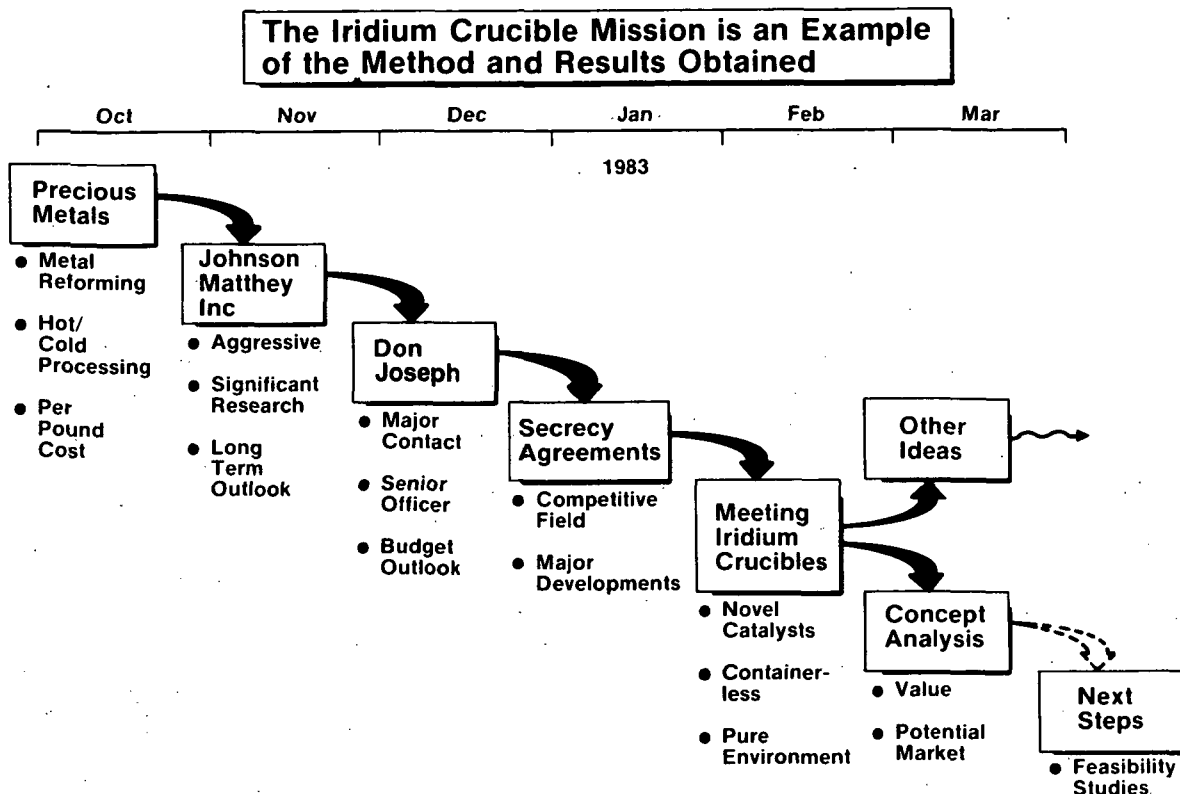 The Iridium Crucible Mission is an Example
of the Method and Results Obtained
Oct Nov Dec Jan Feb Mar
1983
Precious
Metals
● Metal
Reforming
● Hot/
Cold
Processing
● Per
Pound
Cost
Johnson
Matthey
Inc
● Aggressive
● Significant
Research
● Long
Term
Outlook
Don
Joseph
● Major
Contact
● Senior
Officer
● Budget
Outlook
Secrecy
Agreements
● Competitive
Field
● Major
Developments
Meeting
Iridium
Crucibles
● Novel
Catalysts
● Container-
less
● Pure
Environment
Other
Ideas
Concept
Analysis
● Value
● Potential
Market
Next
Steps
● Feasibility
Studies